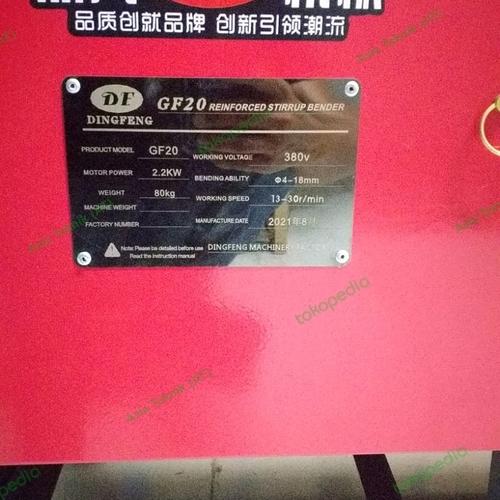 品质创就品牌 创新引领潮流
DF
DINGFENG
GF20 REINFORCED STIRRUP BENDER
PRODUCT MODEL GF20 WORKING VOLTAGE 380v
MOTOR POWER 2.2KW BENDING ABILITY Φ4-18mm
WEIGHT 80kg WORKING SPEED 13-30r/min
MACHINE WEIGHT
FACTORY NUMBER MANUFACTURE DATE 2021年8月
Note: Please be detailed before use
Read the instruction manual
DINGFENG MACHINERY FACTORY
tokopedia
tokopedia